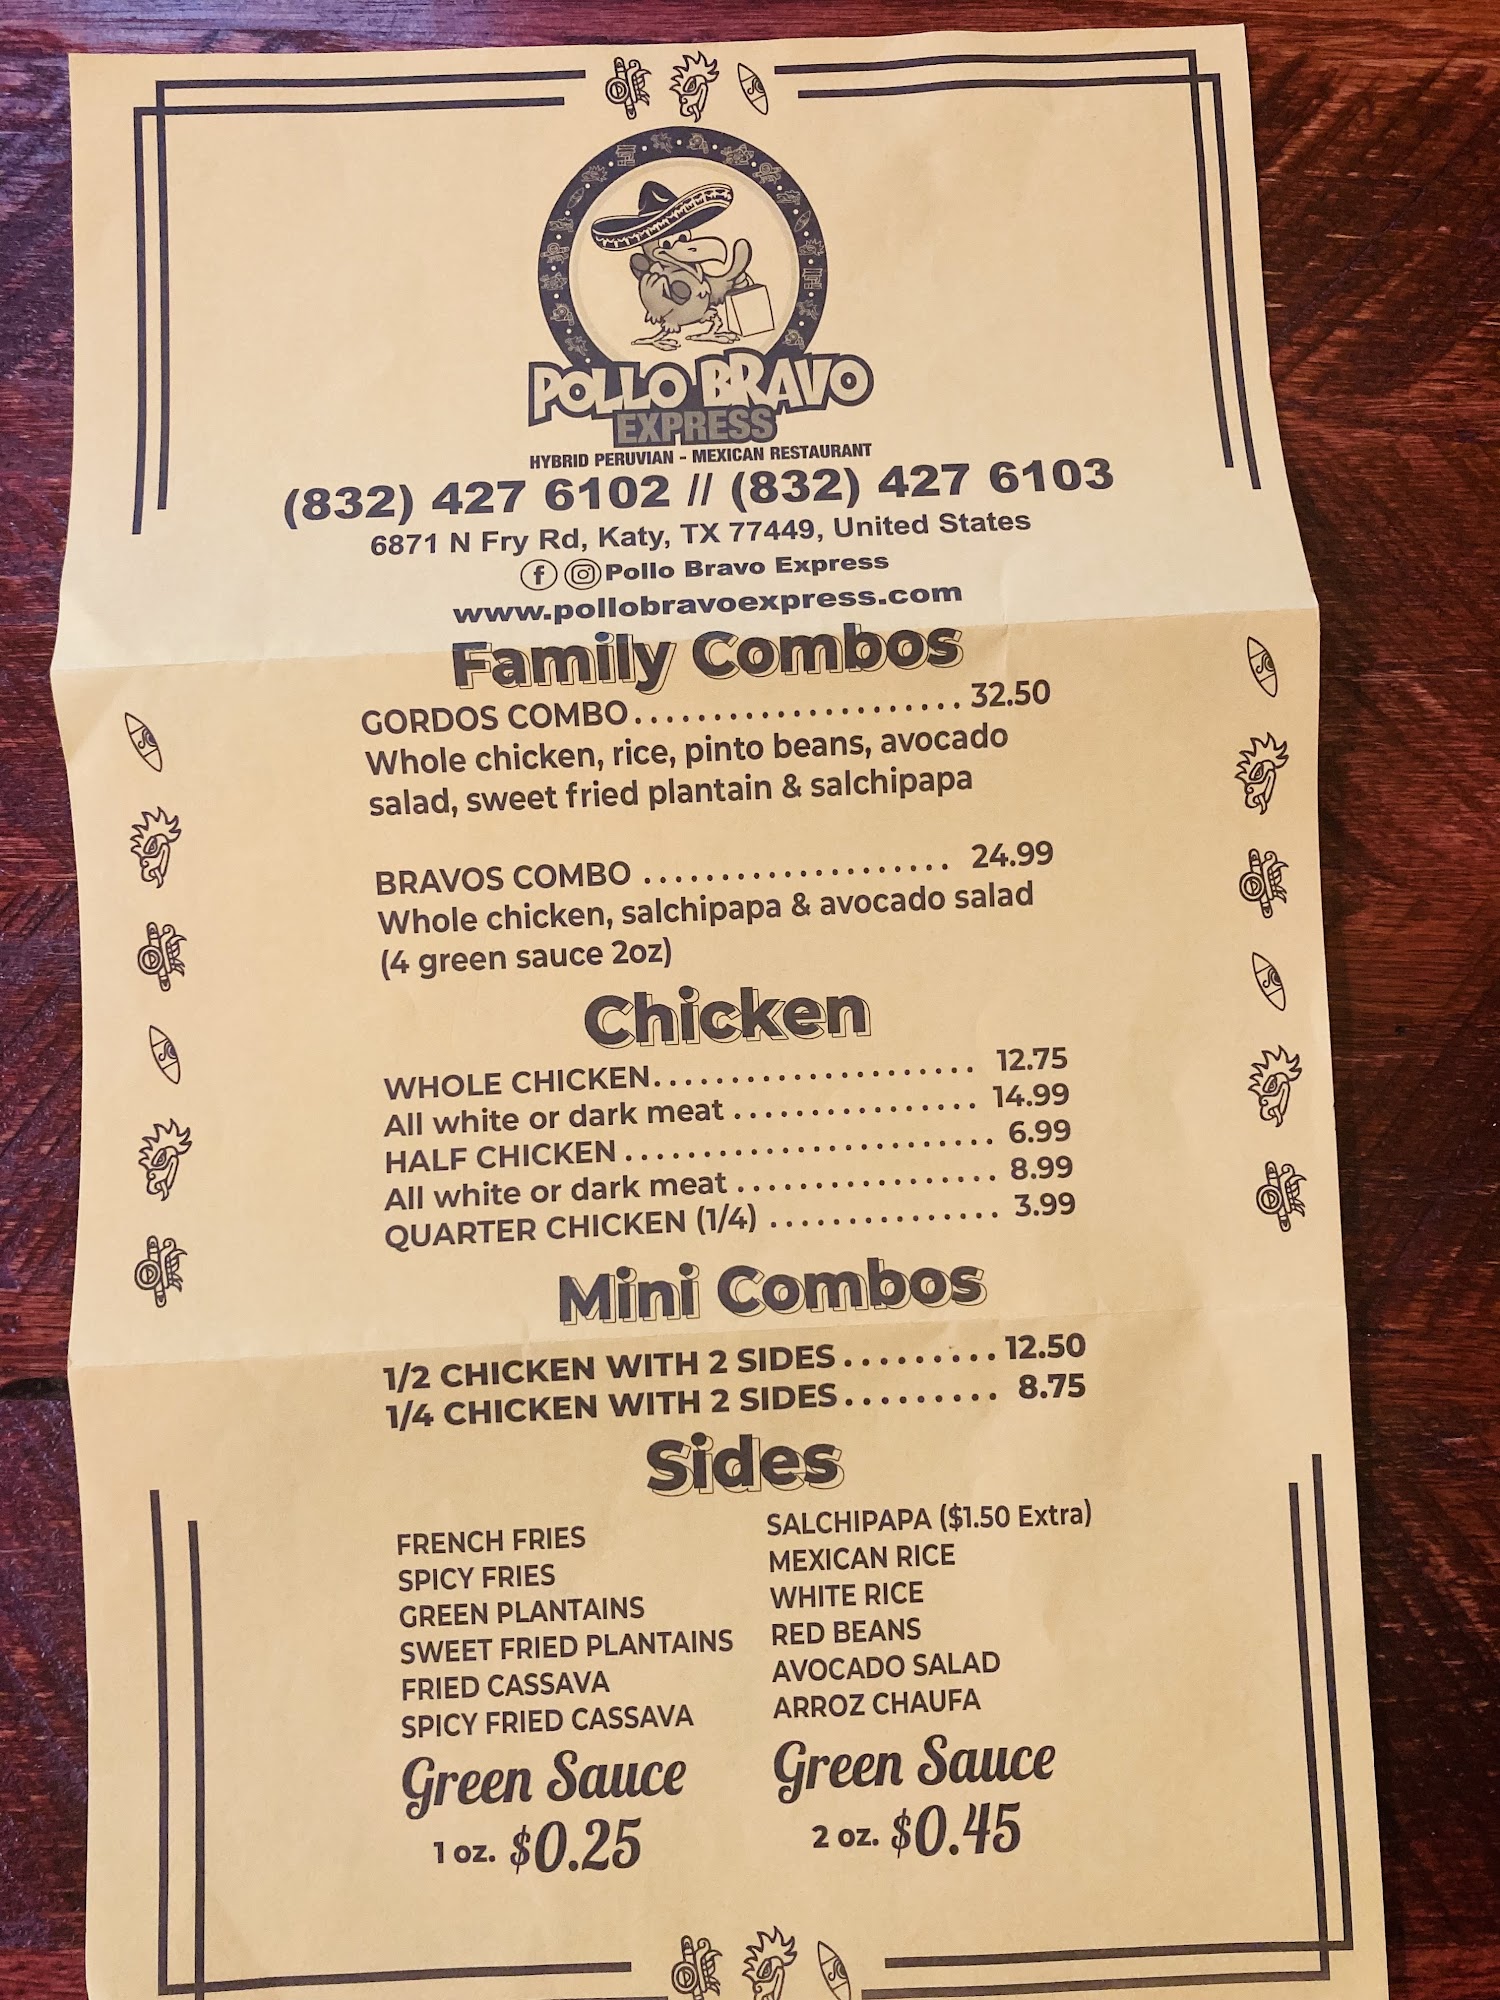 POLLO BRAVO
EXPRESS
HYBRID PERUVIAN - MEXICAN RESTAURANT
(832) 427 6102 // (832) 427 6103
6871 N Fry Rd, Katy, TX 77449, United States
Pollo Bravo Express
www.pollobravoexpress.com
Family Combos
GORDOS COMBO..................... 32.50
Whole chicken, rice, pinto beans, avocado
salad, sweet fried plantain & salchipapa
BRAVOS COMBO .................... 24.99
Whole chicken, salchipapa & avocado salad
(4 green sauce 2oz)
Chicken
WHOLE CHICKEN..................... 12.75
All white or dark meat ................ 14.99
HALF CHICKEN ........................ 6.99
All white or dark meat ................. 8.99
QUARTER CHICKEN (1/4) ............... 3.99
Mini Combos
1/2 CHICKEN WITH 2 SIDES ......... 12.50
1/4 CHICKEN WITH 2 SIDES .......... 8.75
Sides
FRENCH FRIES
SPICY FRIES
GREEN PLANTAINS
SWEET FRIED PLANTAINS
FRIED CASSAVA
SPICY FRIED CASSAVA
SALCHIPAPA ($1.50 Extra)
MEXICAN RICE
WHITE RICE
RED BEANS
AVOCADO SALAD
ARROZ CHAUFA
Green Sauce
1 oz. $0.25
Green Sauce
2 oz. $0.45